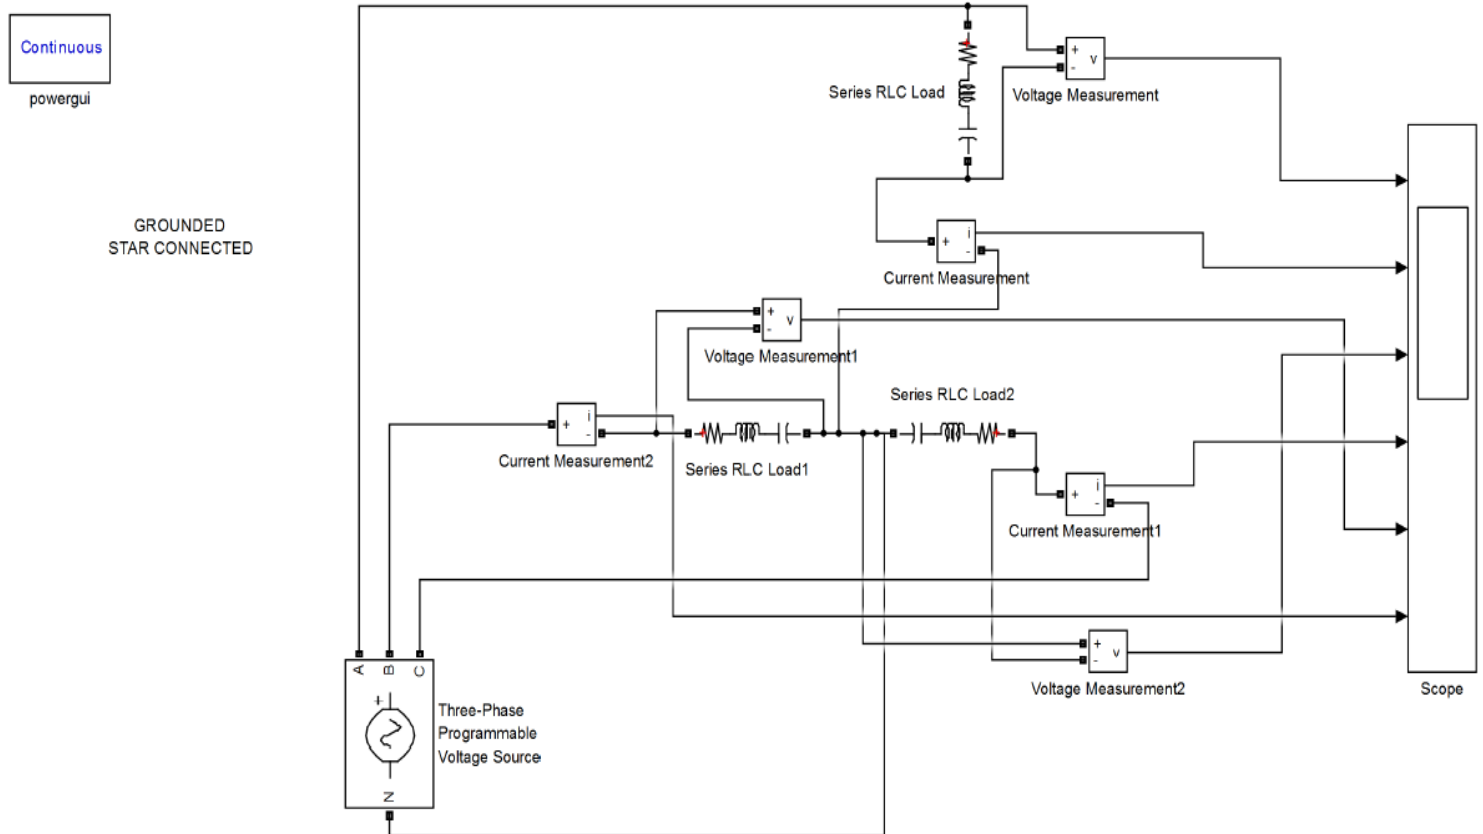 Continuous
powergui
GROUNDED
STAR CONNECTED
Series RLC Load
+
-
v
Voltage Measurement
+
i
-
Current Measurement
+
-
v
Voltage Measurement1
Series RLC Load2
+
i
-
Current Measurement2
Series RLC Load1
+
i
-
Current Measurement1
+
-
v
Voltage Measurement2
Scope
A
B
C
+
N
Three-Phase
Programmable
Voltage Source